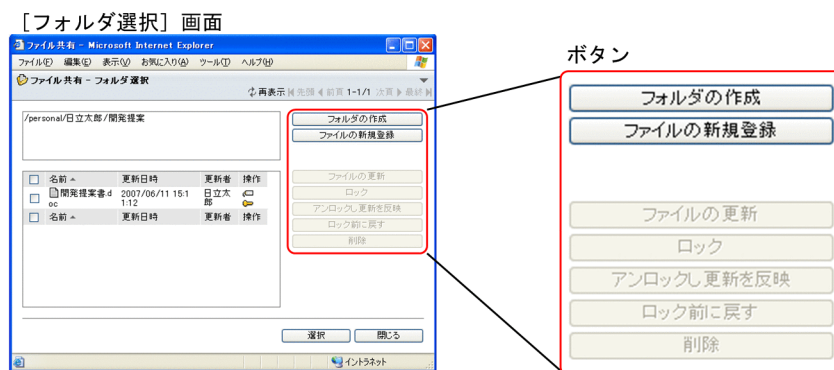 ［フォルダ選択］画面
ファイル共有 - Microsoft Internet Explorer
ファイル(F) 編集(E) 表示(V) お気に入り(A) ツール(T) ヘルプ(H)
ファイル共有 - フォルダ選択
再表示 先頭 前頁 1-1/1 次頁 最終
/personal/日立太郎/開発提案
フォルダの作成
ファイルの新規登録
ファイルの更新
ロック
アンロックし更新を反映
ロック前に戻す
削除
名前 更新日時 更新者 操作
開発提案書.d
oc
2007/06/11 15:1
1:12
日立太
郎
名前 更新日時 更新者 操作
選択 閉じる
イントラネット
ボタン
フォルダの作成
ファイルの新規登録
ファイルの更新
ロック
アンロックし更新を反映
ロック前に戻す
削除